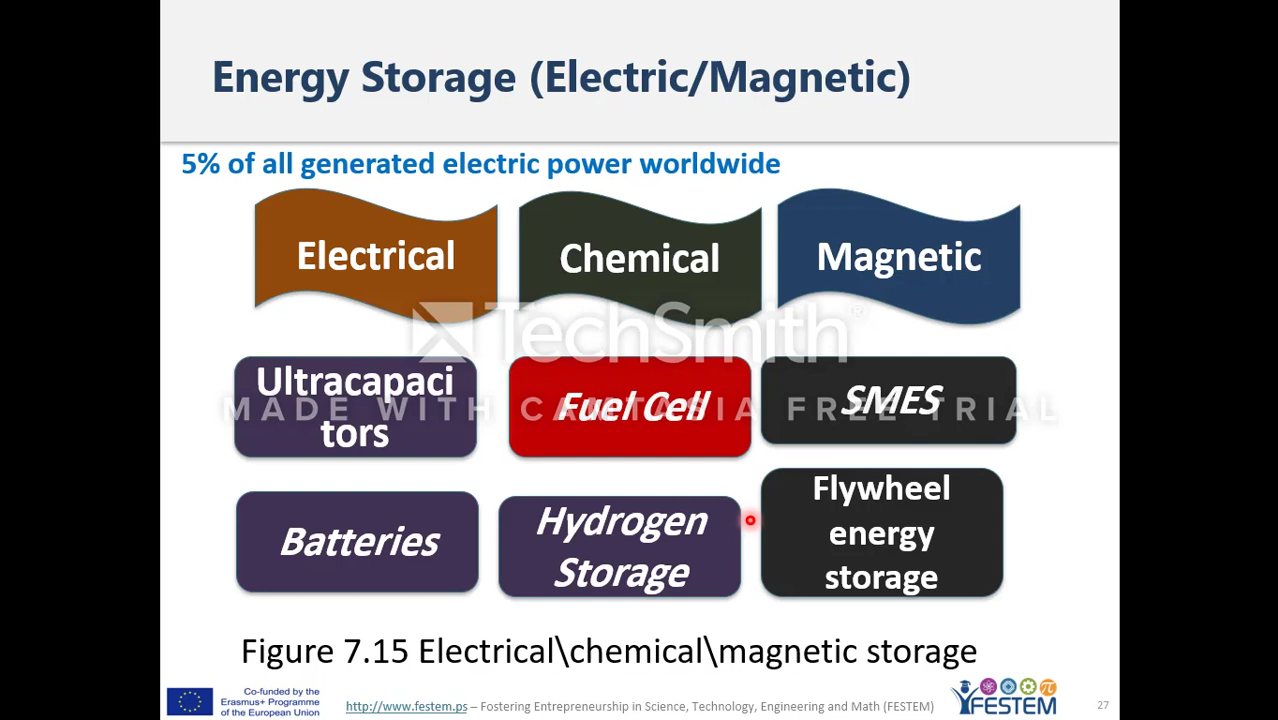 Energy Storage (Electric/Magnetic)
5% of all generated electric power worldwide
Electrical
Chemical
Magnetic
TechSmith®
MADE WITH CAMTASIA FREE TRIAL
Ultracapaci
tors
Fuel Cell
SMES
Batteries
Hydrogen
Storage
Flywheel
energy
storage
Figure 7.15 Electrical\chemical\magnetic storage
Co-funded by the
Erasmus+ Programme
of the European Union
http://www.festem.ps – Fostering Entrepreneurship in Science, Technology, Engineering and Math (FESTEM)
FESTEM
27